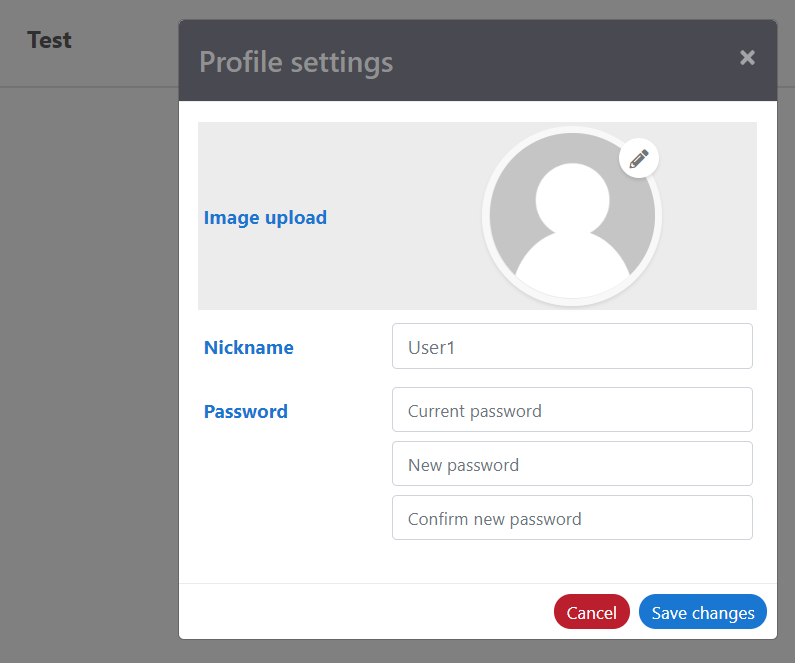 Test
Profile settings
Image upload
Nickname
User1
Password
Current password
New password
Confirm new password
Cancel
Save changes